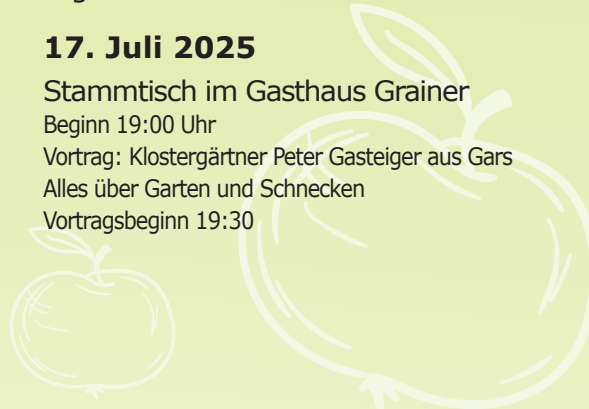 17. Juli 2025
Stammtisch im Gasthaus Grainer
Beginn 19:00 Uhr
Vortrag: Klostergärtner Peter Gasteiger aus Gars
Alles über Garten und Schnecken
Vortragsbeginn 19:30